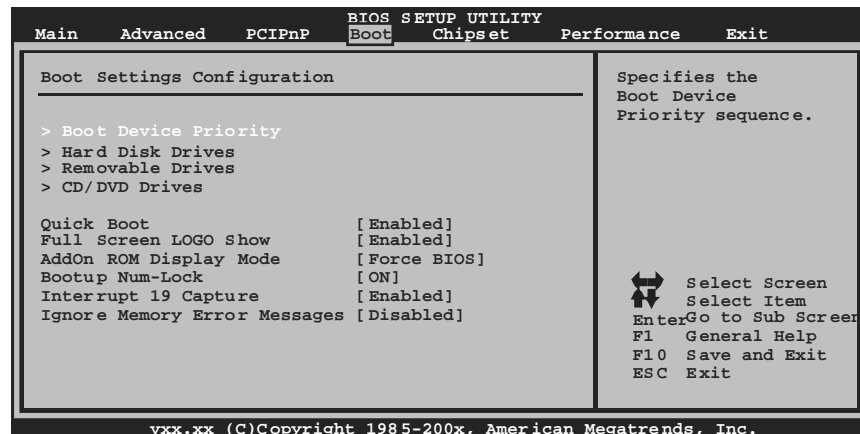 BIOS SETUP UTILITY
Main Advanced PCIPnP Boot Chipset Performance Exit
Boot Settings Configuration
> Boot Device Priority
> Hard Disk Drives
> Removable Drives
> CD/DVD Drives
Quick Boot [Enabled]
Full Screen LOGO Show [Enabled]
AddOn ROM Display Mode [Force BIOS]
Bootup Num-Lock [ON]
Interrupt 19 Capture [Enabled]
Ignore Memory Error Messages [Disabled]
Specifies the
Boot Device
Priority sequence.
Select Screen
Select Item
Enter Go to Sub Screen
F1 General Help
F10 Save and Exit
ESC Exit
vxx.xx (C)Copyright 1985-200x, American Megatrends, Inc.